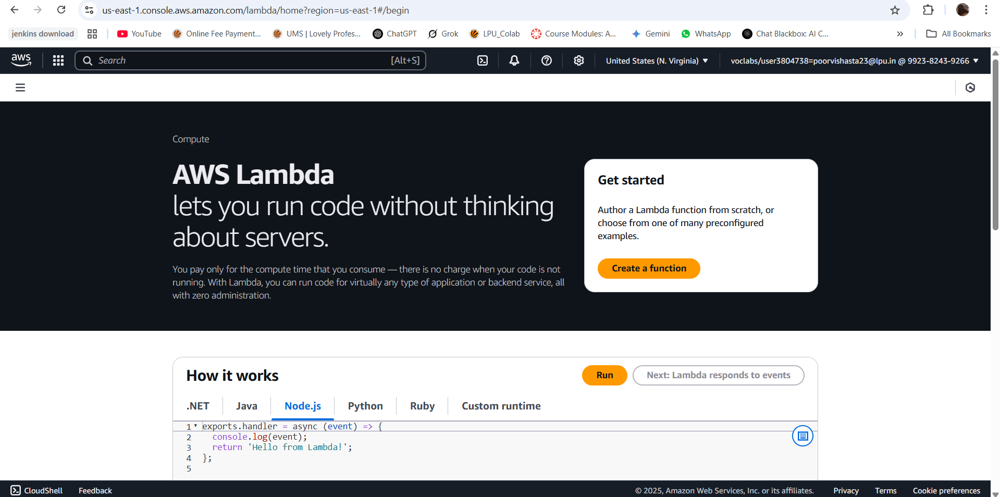 us-east-1.console.aws.amazon.com/lambda/home?region=us-east-1#/begin
jenkins download
YouTube
Online Fee Payment...
UMS | Lovely Profes...
ChatGPT
Grok
LPU_Colab
Course Modules: A...
Gemini
WhatsApp
Chat Blackbox: AI C...
»
All Bookmarks
aws
Search
[Alt+S]
United States (N. Virginia)
voclabs/user3804738=poorvishasta23@lpu.in @ 9923-8243-9266
Compute
AWS Lambda
lets you run code without thinking
about servers.
You pay only for the compute time that you consume — there is no charge when your code is not
running. With Lambda, you can run code for virtually any type of application or backend service, all
with zero administration.
Get started
Author a Lambda function from scratch, or
choose from one of many preconfigured
examples.
Create a function
How it works
Run
Next: Lambda responds to events
.NET
Java
Node.js
Python
Ruby
Custom runtime
1 exports.handler = async (event) => {
2 console.log(event);
3 return 'Hello from Lambda!';
4 };
5
CloudShell
Feedback
© 2025, Amazon Web Services, Inc. or its affiliates.
Privacy
Terms
Cookie preferences